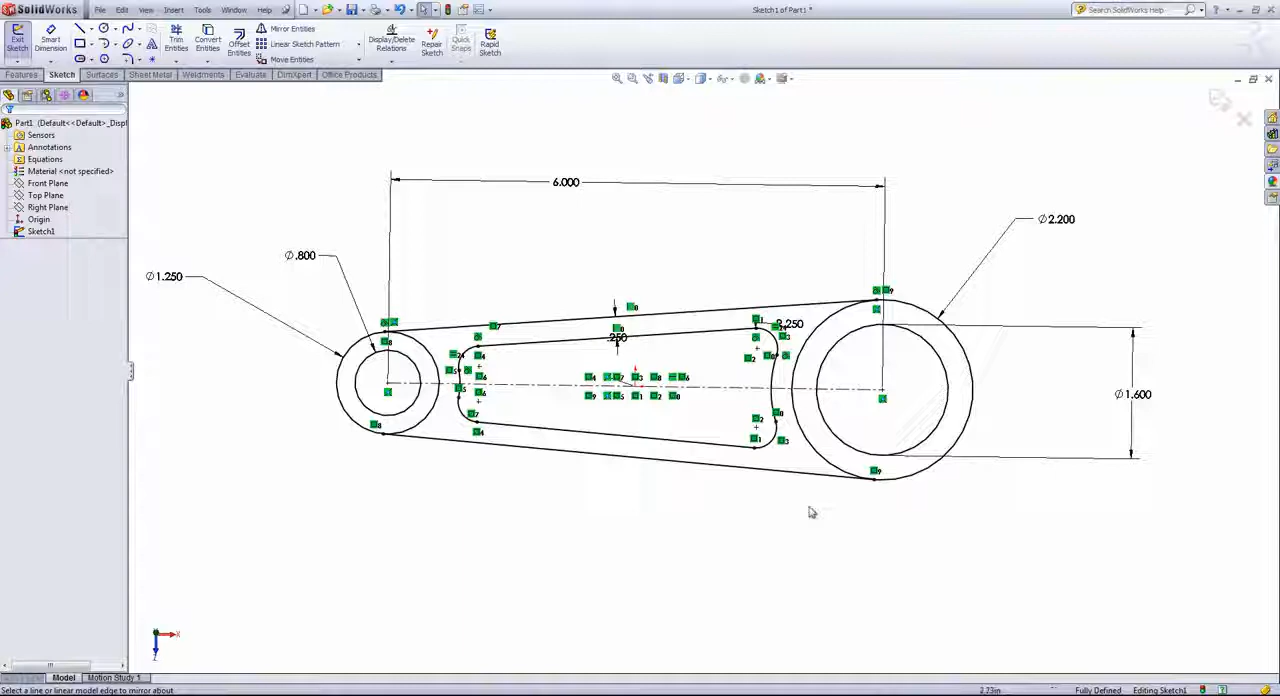 SolidWorks File Edit View Insert Tools Window Help Sketch1 of Part1 * Search SolidWorks Help
Exit Sketch
Smart Dimension
Trim Entities
Convert Entities
Offset Entities
Mirror Entities
Linear Sketch Pattern
Move Entities
Display/Delete Relations
Repair Sketch
Quick Snaps
Rapid Sketch
Features Sketch Surfaces Sheet Metal Weldments Evaluate DimXpert Office Products
Part1 (Default<<Default>_Displ
Sensors
Annotations
Equations
Material <not specified>
Front Plane
Top Plane
Right Plane
Origin
Sketch1
6.000
Ø2.200
Ø.800
Ø1.250
.250
Ø1.600
X
Z
Model Motion Study 1
Select a line or linear model edge to mirror about
2.73in Fully Defined Editing Sketch1